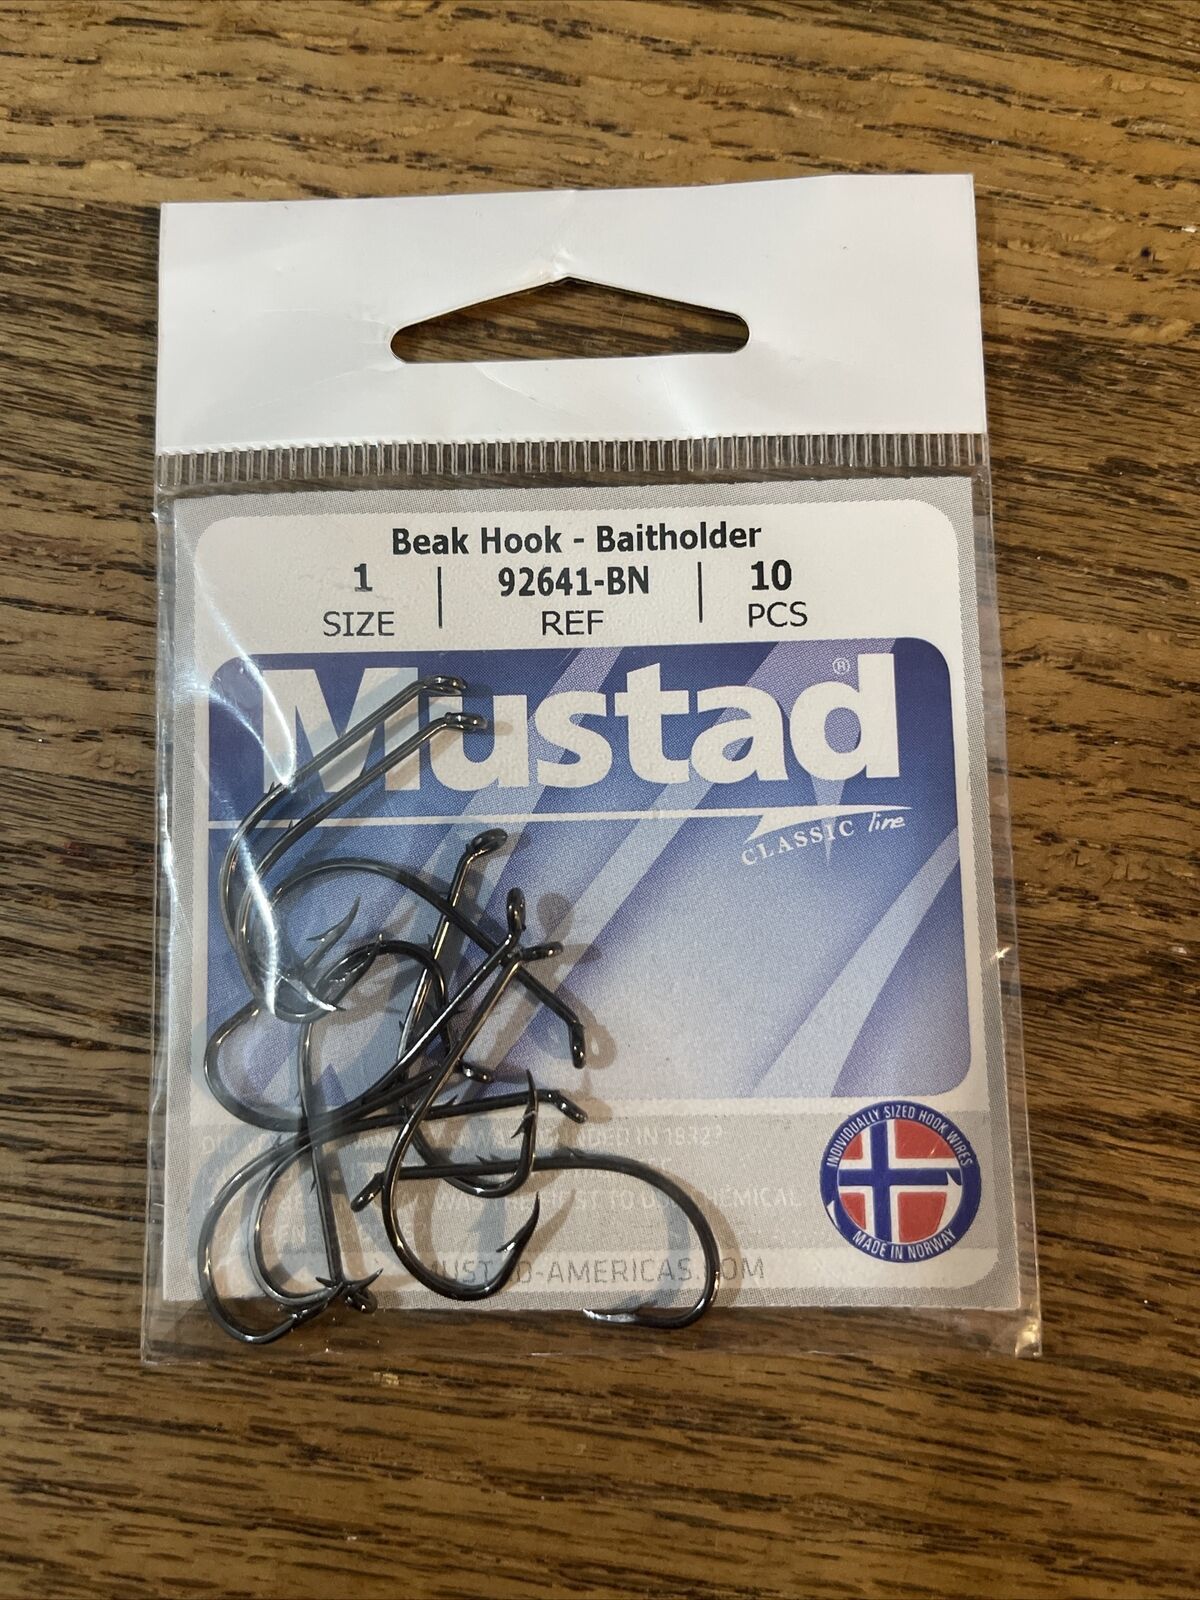 Beak Hook - Baitholder
1 92641-BN 10
SIZE REF PCS
Mustad®
CLASSIC line
INDIVIDUALLY SIZED HOOK WIRES
MADE IN NORWAY